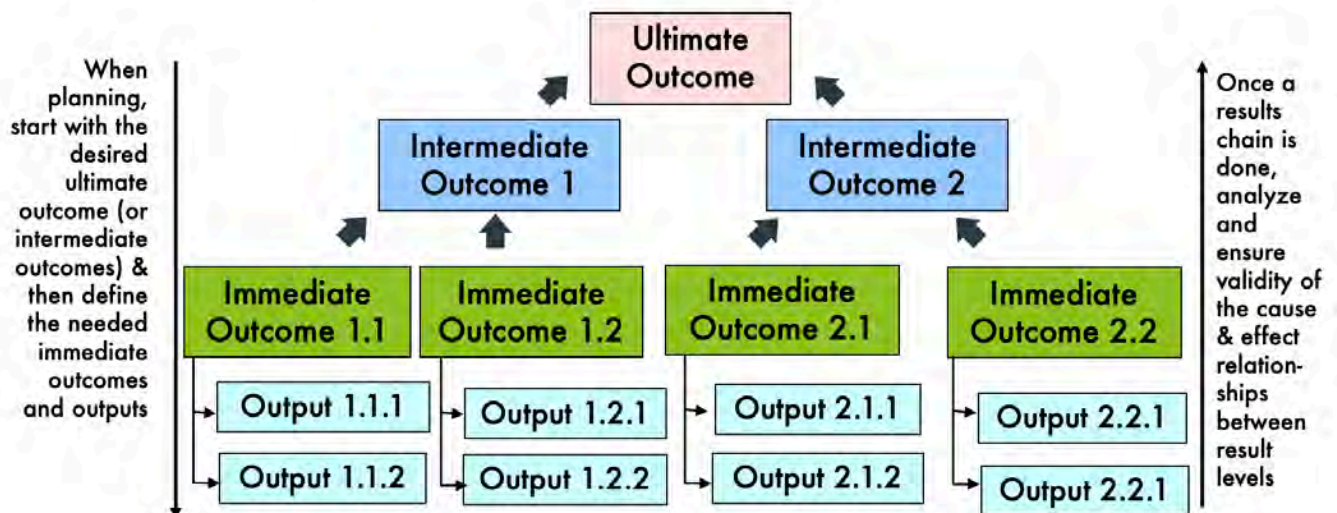 When
planning,
start with the
desired
ultimate
outcome (or
intermediate
outcomes) &
then define
the needed
immediate
outcomes
and outputs
Ultimate
Outcome
Intermediate
Outcome 1
Intermediate
Outcome 2
Immediate
Outcome 1.1
Immediate
Outcome 1.2
Immediate
Outcome 2.1
Immediate
Outcome 2.2
Output 1.1.1
Output 1.1.2
Output 1.2.1
Output 1.2.2
Output 2.1.1
Output 2.1.2
Output 2.2.1
Output 2.2.1
Once a
results
chain is
done,
analyze
and
ensure
validity of
the cause
& effect
relation-
ships
between
result
levels